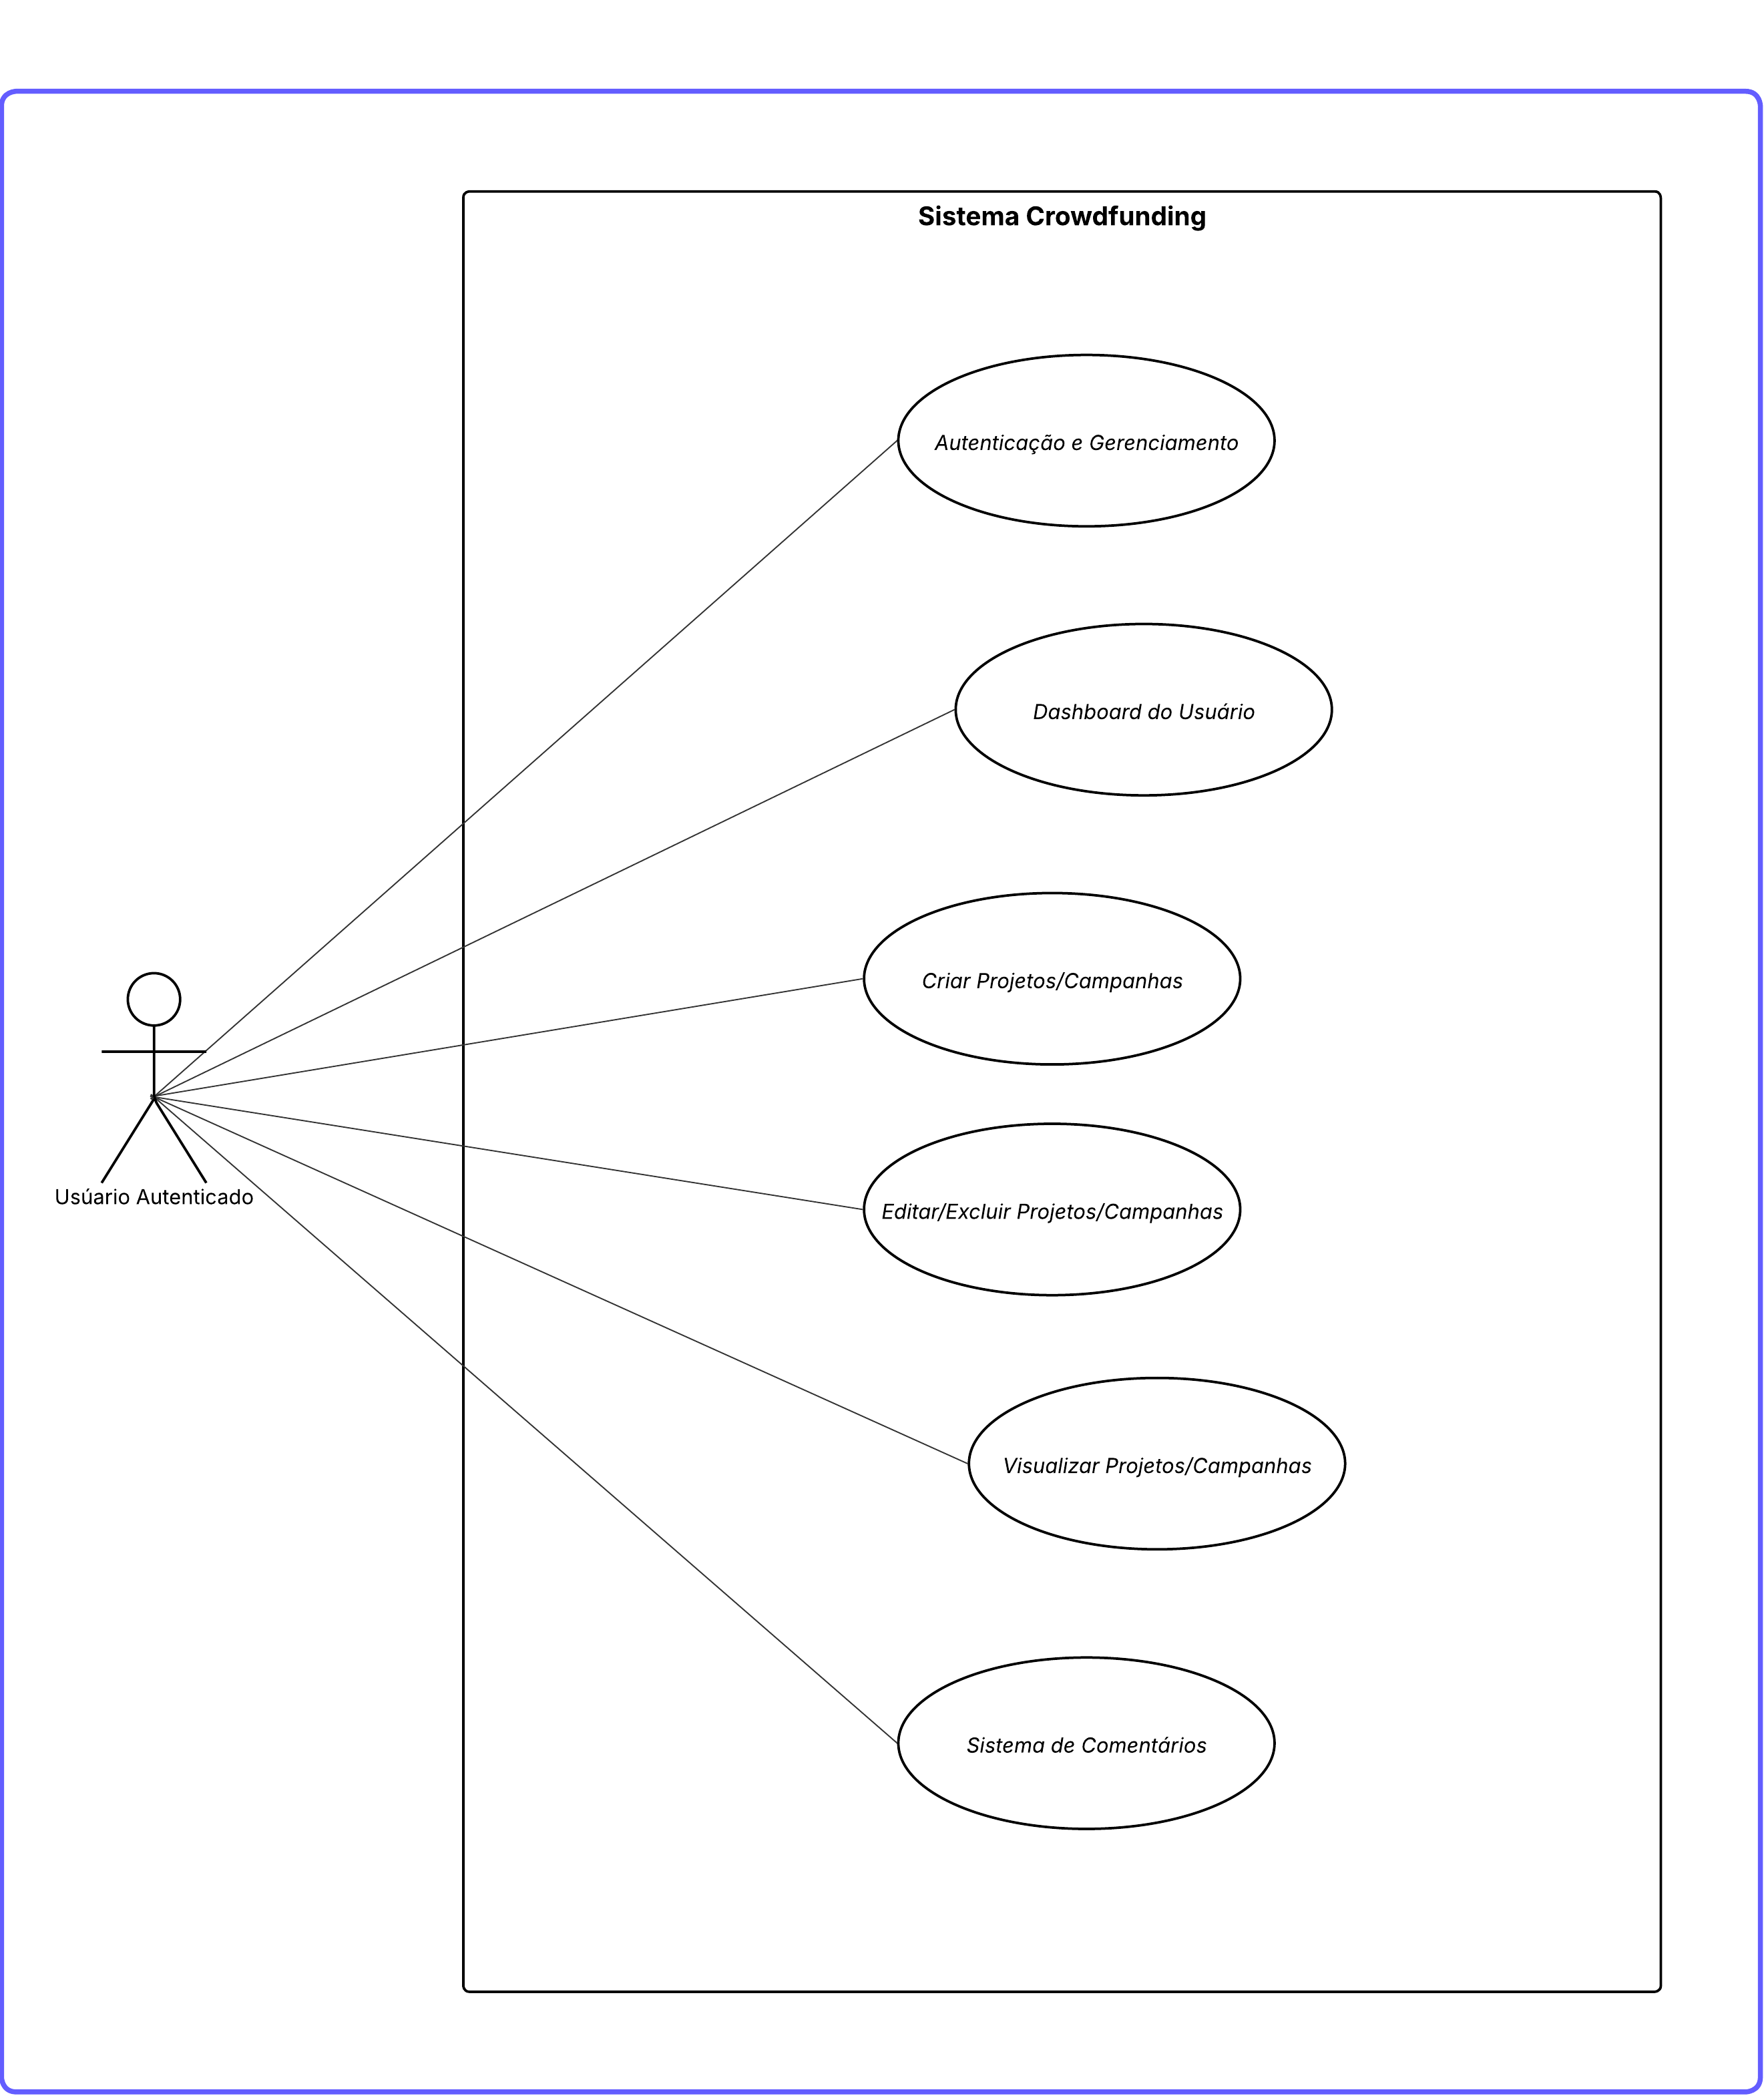 Sistema Crowdfunding
Autenticação e Gerenciamento
Dashboard do Usuário
Criar Projetos/Campanhas
Usúario Autenticado
Editar/Excluir Projetos/Campanhas
Visualizar Projetos/Campanhas
Sistema de Comentários